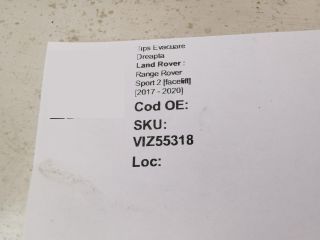 Tips Evacuare
Dreapta
Land Rover :
Range Rover
Sport 2 [facelift]
[2017 - 2020]
Cod OE:
SKU:
VIZ55318
Loc: